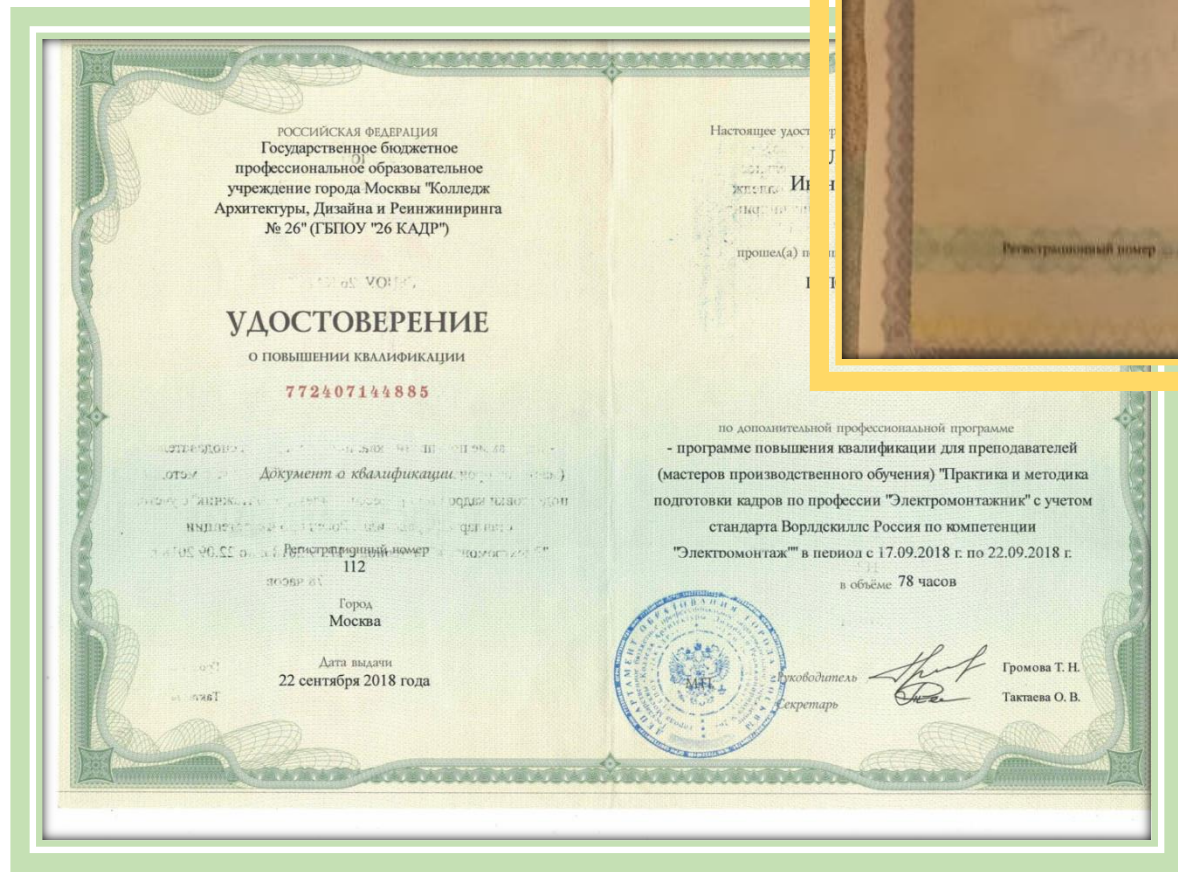 РОССИЙСКАЯ ФЕДЕРАЦИЯ
Государственное бюджетное
профессиональное образовательное
учреждение города Москвы "Колледж
Архитектуры, Дизайна и Реинжиниринга
№ 26" (ГБПОУ "26 КАДР")
УДОСТОВЕРЕНИЕ
О ПОВЫШЕНИИ КВАЛИФИКАЦИИ
772407144885
Документ о квалификации
Регистрационный номер
112
Город
Москва
Дата выдачи
22 сентября 2018 года
Настоящее
прошел(а)
по дополнительной профессиональной программе
- программе повышения квалификации для преподавателей
(мастеров производственного обучения) "Практика и методика
подготовки кадров по профессии "Электромонтажник" с учетом
стандарта Ворлдскиллс Россия по компетенции
"Электромонтаж"" в период с 17.09.2018 г. по 22.09.2018 г.
в объёме 78 часов
МП
Руководитель Громова Т. Н.
Секретарь Тактаева О. В.
Регистрационный номер